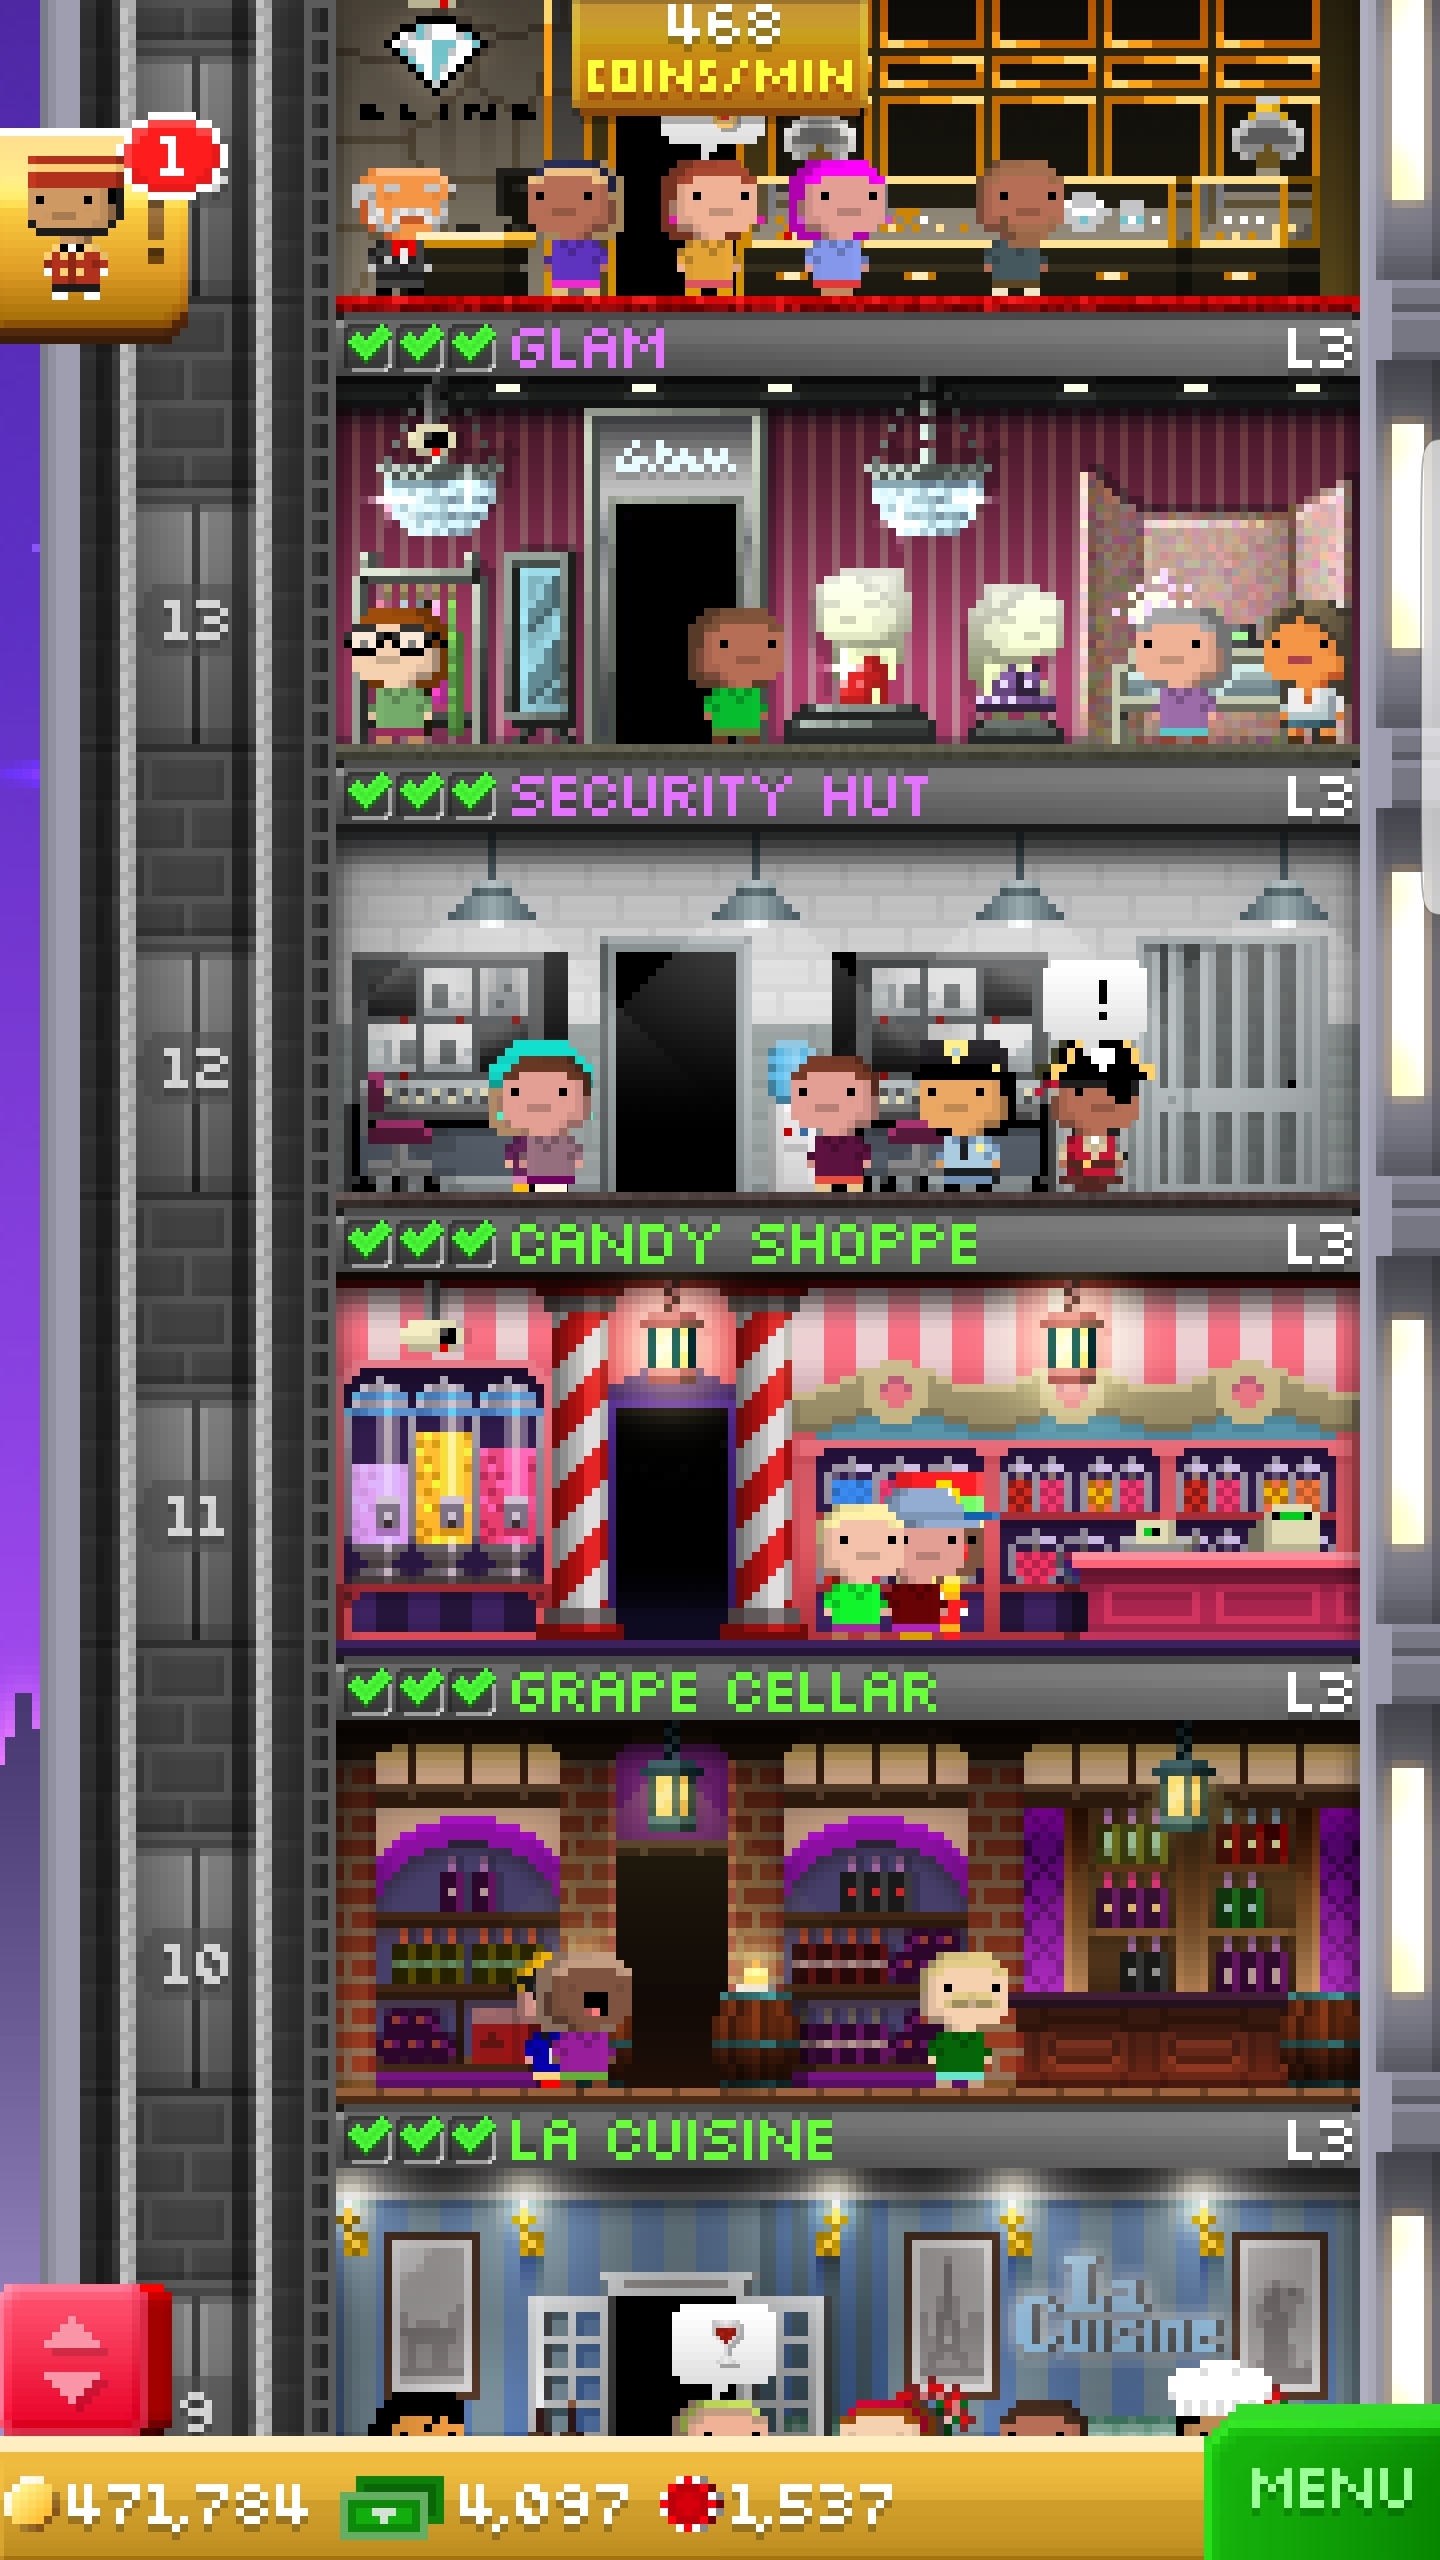 468
COINS/MIN
BLING
1
GLAM L3
Glam
13
SECURITY HUT L3
!
12
CANDY SHOPPE L3
11
GRAPE CELLAR L3
10
LA CUISINE L3
La
Cuisine
9
471,784 4,097 1,537
MENU